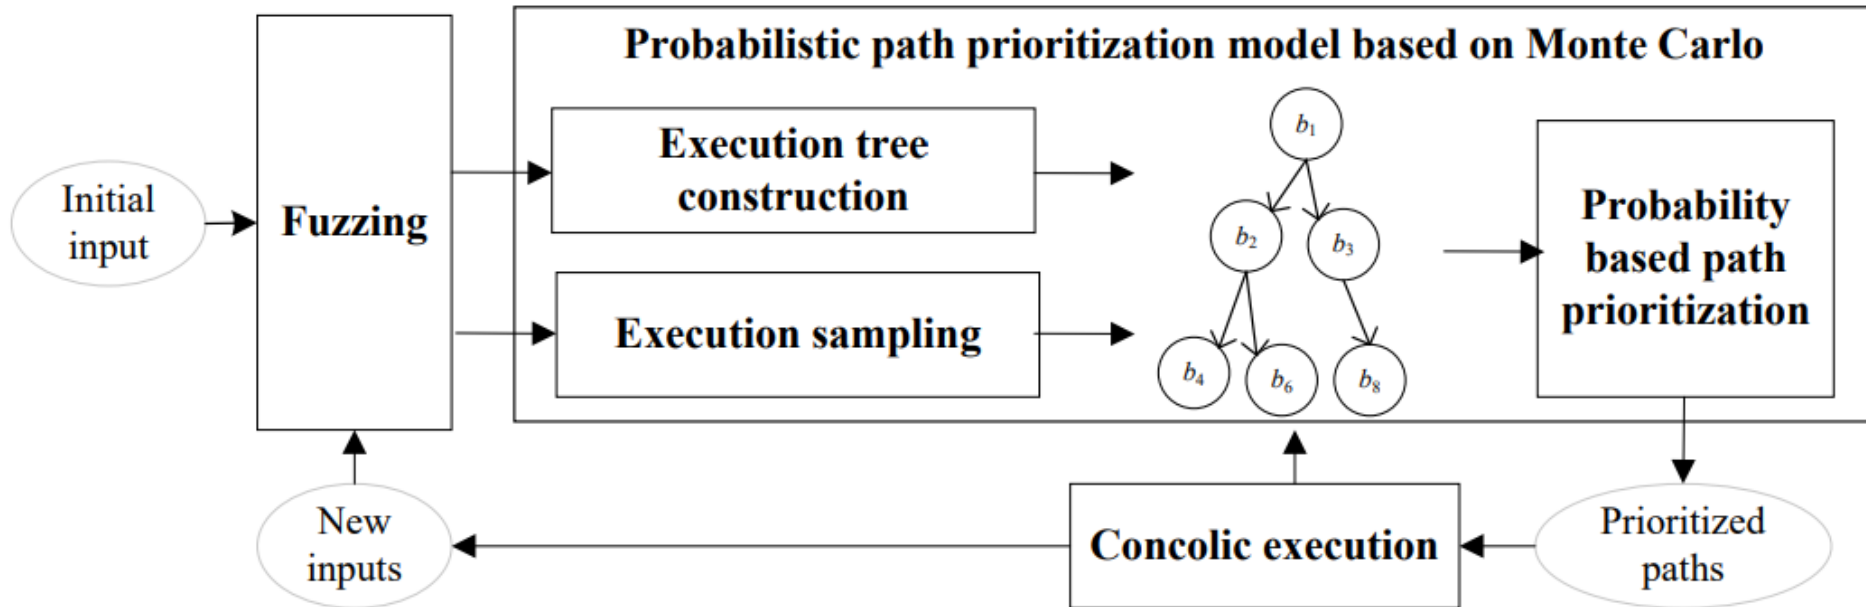 Probabilistic path prioritization model based on Monte Carlo
Initial
input
Fuzzing
Execution tree
construction
Execution sampling
b1
b2
b3
b4
b6
b8
Probability
based path
prioritization
New
inputs
Concolic execution
Prioritized
paths